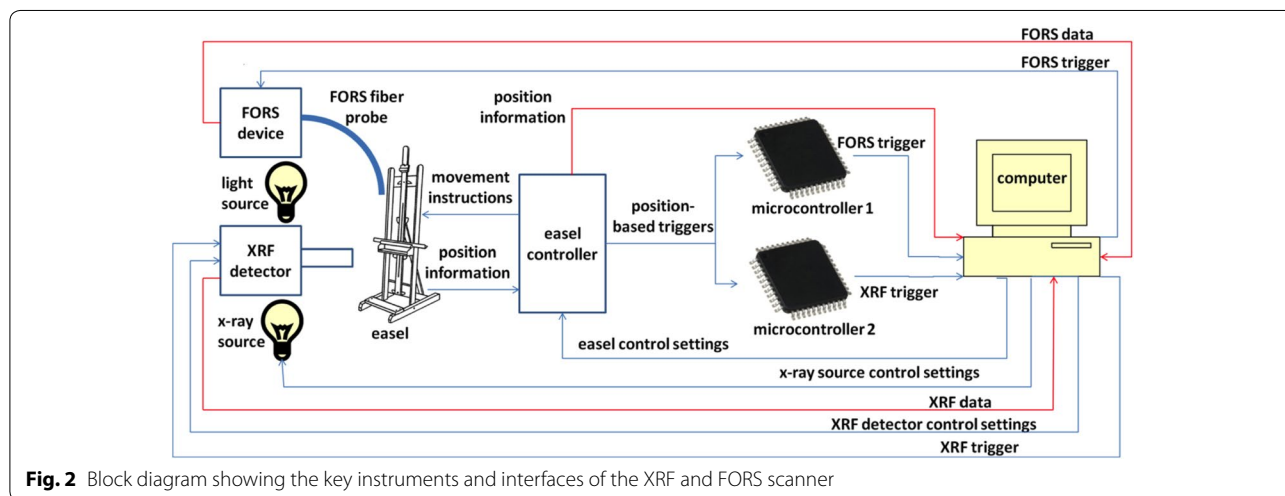 FORS data
FORS trigger
FORS fiber
probe
position
information
FORS
device
FORS trigger
computer
light
source
movement
instructions
position-
based triggers
microcontroller 1
easel
controller
XRF
detector
position
information
XRF trigger
x-ray
source
easel
microcontroller 2
easel control settings
x-ray source control settings
XRF data
XRF detector control settings
XRF trigger
Fig. 2 Block diagram showing the key instruments and interfaces of the XRF and FORS scanner